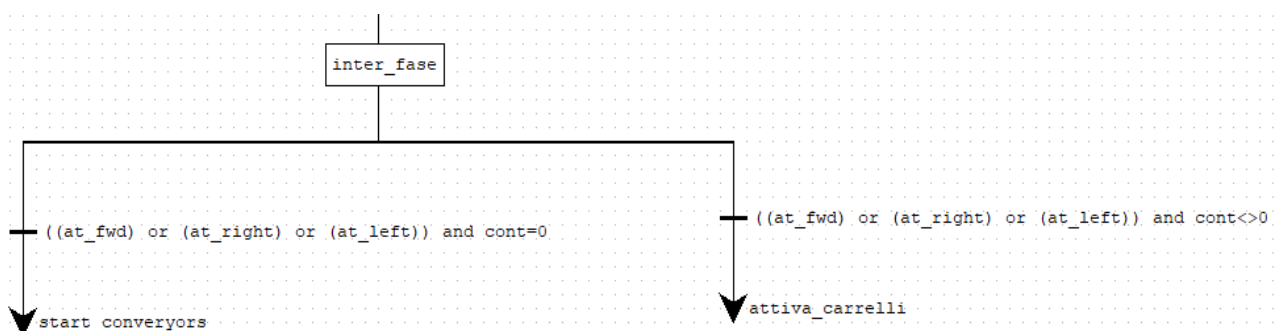 inter_fase
((at_fwd) or (at_right) or (at_left)) and cont=0
((at_fwd) or (at_right) or (at_left)) and cont<>0
start converyors
attiva_carrelli